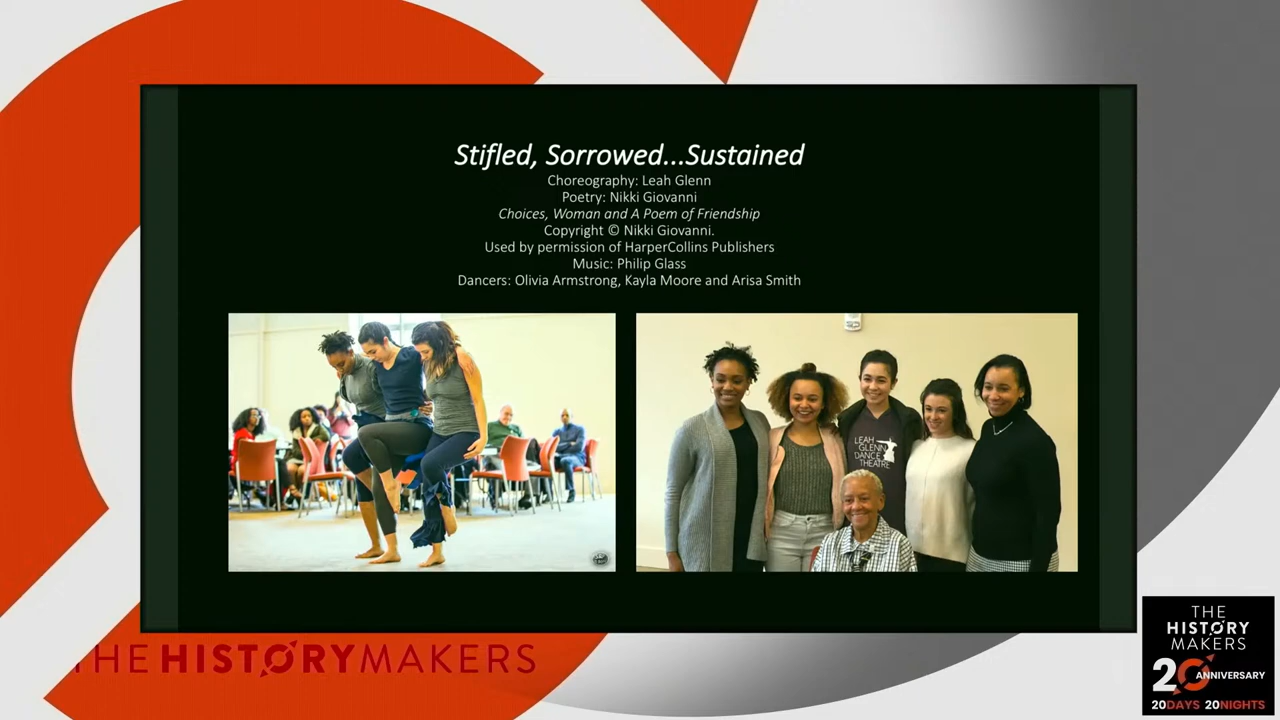 Stifled, Sorrowed...Sustained
Choreography: Leah Glenn
Poetry: Nikki Giovanni
Choices, Woman and A Poem of Friendship
Copyright © Nikki Giovanni.
Used by permission of HarperCollins Publishers
Music: Philip Glass
Dancers: Olivia Armstrong, Kayla Moore and Arisa Smith
LEAH
GLENN
DANCE
THEATRE
THE HISTORYMAKERS
THE
HISTORY
MAKERS
20 ANNIVERSARY
20DAYS 20NIGHTS